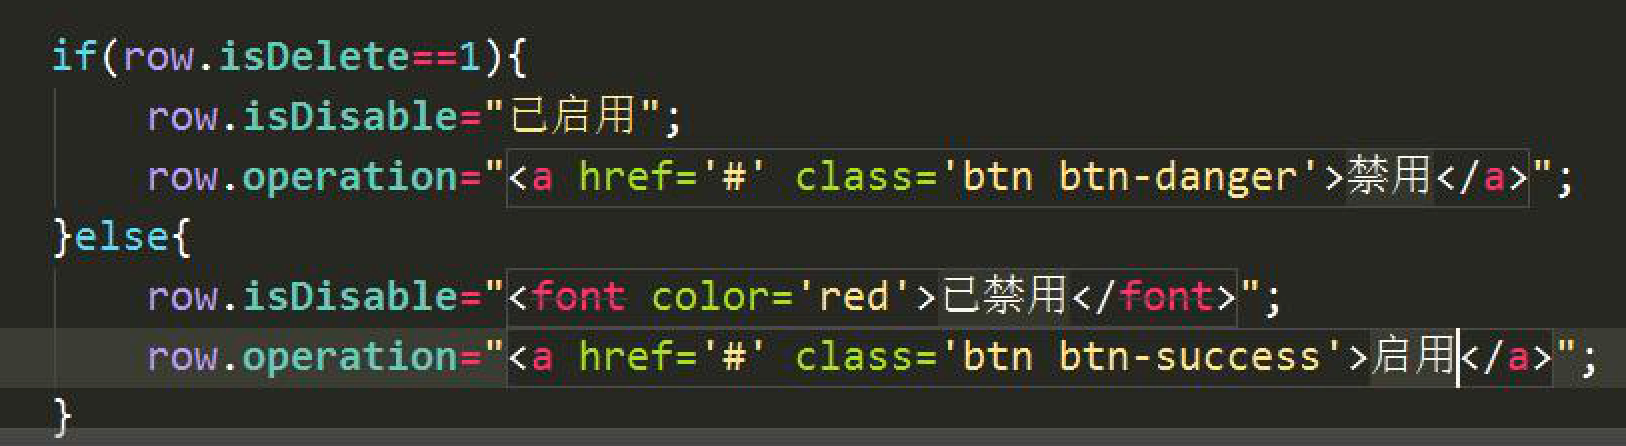 if(row.isDelete==1){
row.isDisable="已启用";
row.operation="<a href='#' class='btn btn-danger'>禁用</a>";
}else{
row.isDisable="<font color='red'>已禁用</font>";
row.operation="<a href='#' class='btn btn-success'>启用</a>";
}